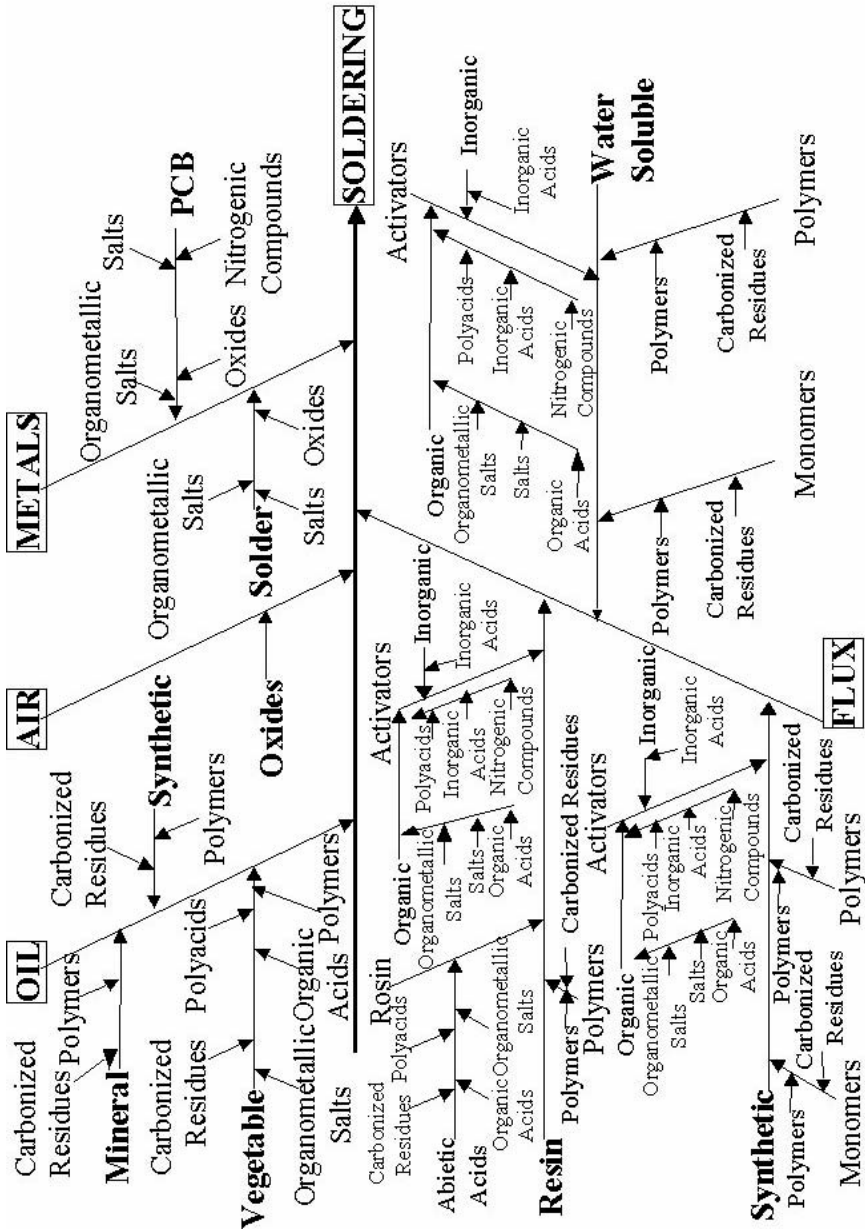 OIL
AIR
METALS
SOLDERING
Carbonized
Residues
Polymers
Mineral
Carbonized
Residues
Synthetic
Polymers
Carbonized
Residues
Polyacids
Vegetable
Organometallic
Salts
Organic
Acids
Polymers
Oxides
Organometallic
Salts
Solder
Salts
Oxides
Organometallic
Salts
Oxides
Salts
PCB
Nitrogenic
Compounds
Rosin
Carbonized
Residues
Polyacids
Abietic
Acids
Organic
Acids
Organometallic
Salts
Resin
Polymers
Carbonized Residues
Polymers
Activators
Inorganic
Inorganic
Acids
Organic
Organometallic
Salts
Salts
Organic
Acids
Polyacids
Inorganic
Acids
Nitrogenic
Compounds
Activators
Inorganic
Inorganic
Acids
Organic
Organometallic
Salts
Salts
Organic
Acids
Polyacids
Inorganic
Acids
Nitrogenic
Compounds
Synthetic
Polymers
Carbonized
Residues
Monomers
Polymers
Carbonized
Residues
Polymers
FLUX
Activators
Inorganic
Inorganic
Acids
Organic
Organometallic
Salts
Salts
Organic
Acids
Polyacids
Inorganic
Acids
Nitrogenic
Compounds
Water
Soluble
Polymers
Carbonized
Residues
Monomers
Polymers
Carbonized
Residues
Polymers